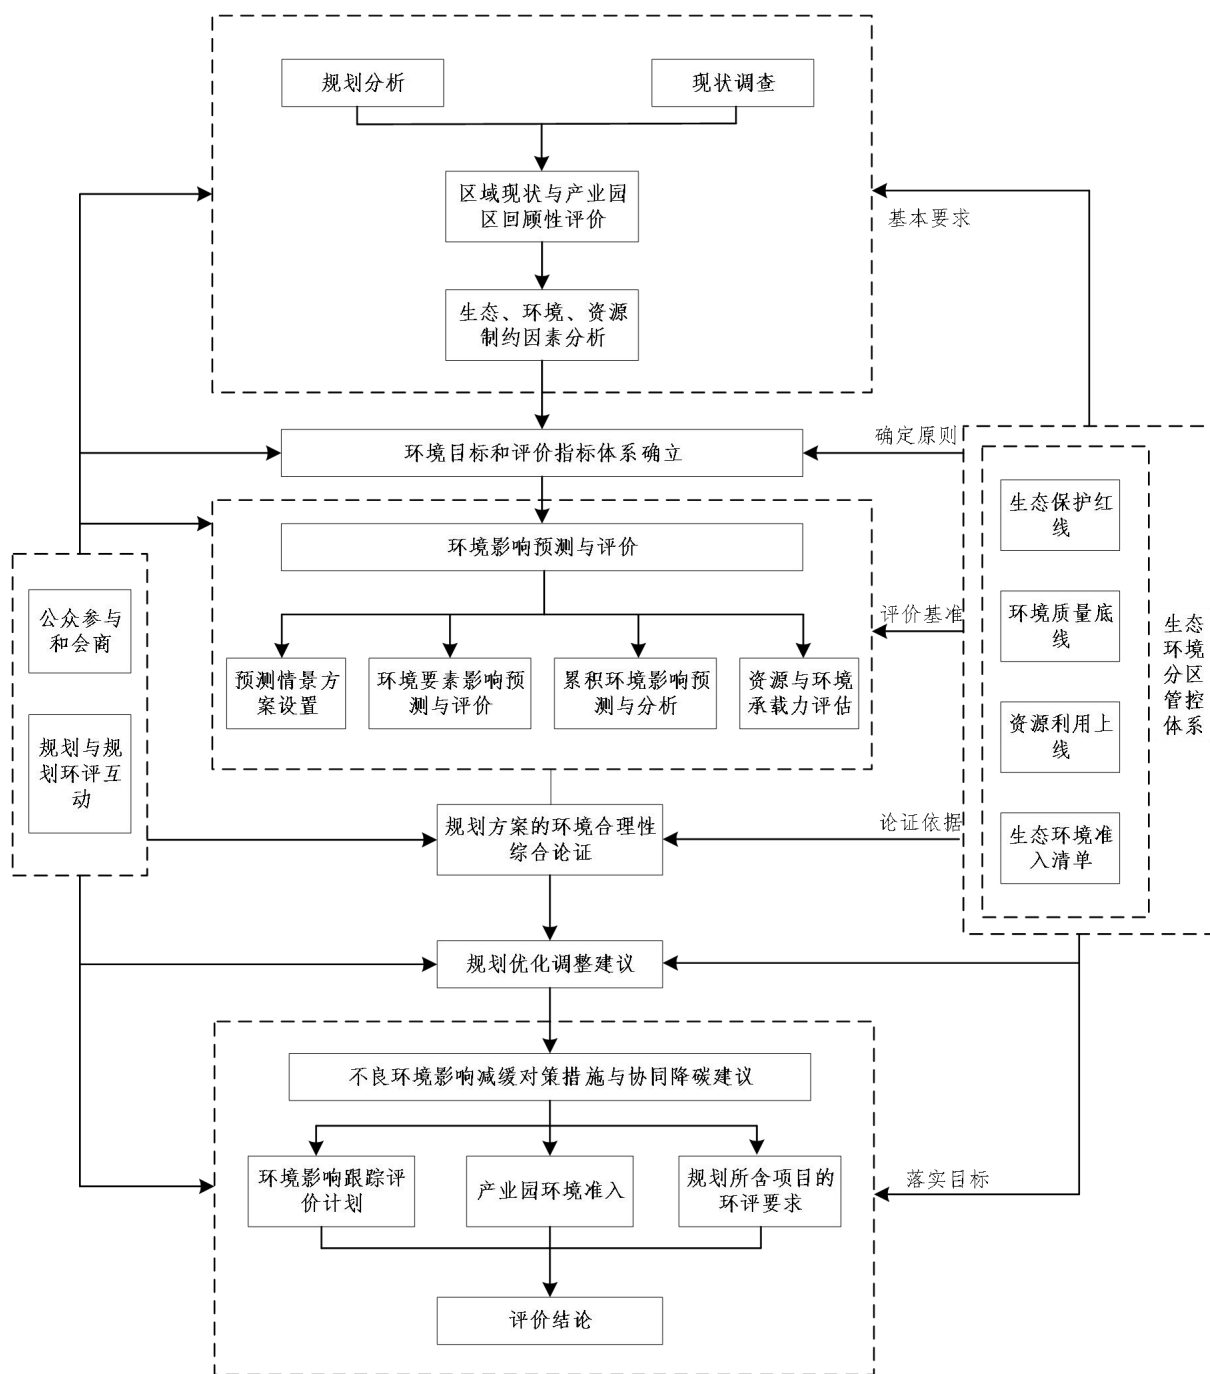 规划分析
现状调查
区域现状与产业园
区回顾性评价
基本要求
生态、环境、资源
制约因素分析
环境目标和评价指标体系确立
确定原则
环境影响预测与评价
预测情景方
案设置
环境要素影响预
测与评价
累积环境影响预
测与分析
资源与环境
承载力评估
评价基准
公众参与
和会商
规划与规
划环评互
动
生态保护红
线
环境质量底
线
资源利用上
线
生态环境准
入清单
生态
环境
分区
管控
体系
规划方案的环境合理性
综合论证
论证依据
规划优化调整建议
不良环境影响减缓对策措施与协同降碳建议
环境影响跟踪评
价计划
产业园环境准入
规划所含项目的
环评要求
落实目标
评价结论